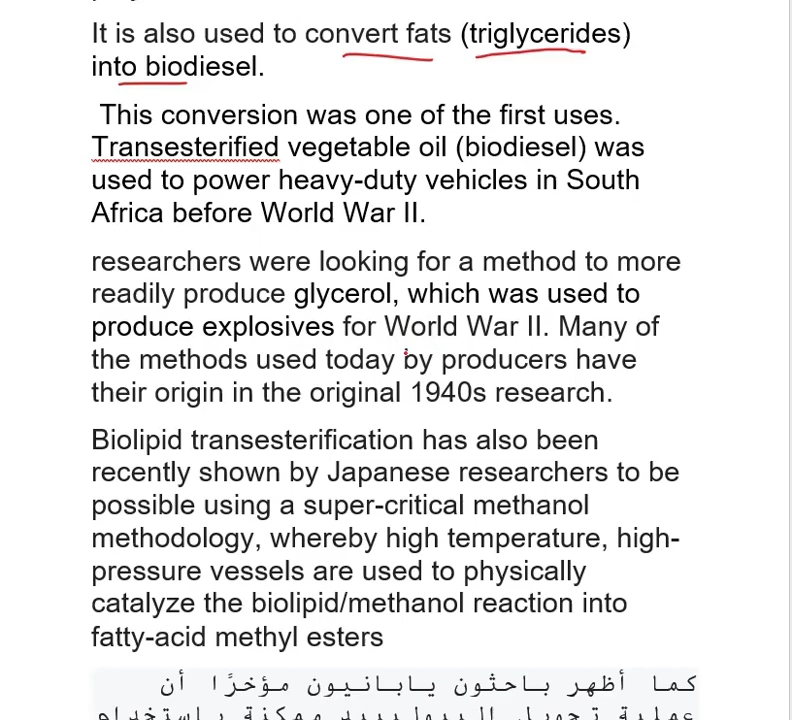 It is also used to convert fats (triglycerides)
into biodiesel.
This conversion was one of the first uses.
Transesterified vegetable oil (biodiesel) was
used to power heavy-duty vehicles in South
Africa before World War II.
researchers were looking for a method to more
readily produce glycerol, which was used to
produce explosives for World War II. Many of
the methods used today by producers have
their origin in the original 1940s research.
Biolipid transesterification has also been
recently shown by Japanese researchers to be
possible using a super-critical methanol
methodology, whereby high temperature, high-
pressure vessels are used to physically
catalyze the biolipid/methanol reaction into
fatty-acid methyl esters
كما أظهر باحثون يابانيون مؤخرًا أن
عملية تحويل البيوليبيد ممكنة باستخدام